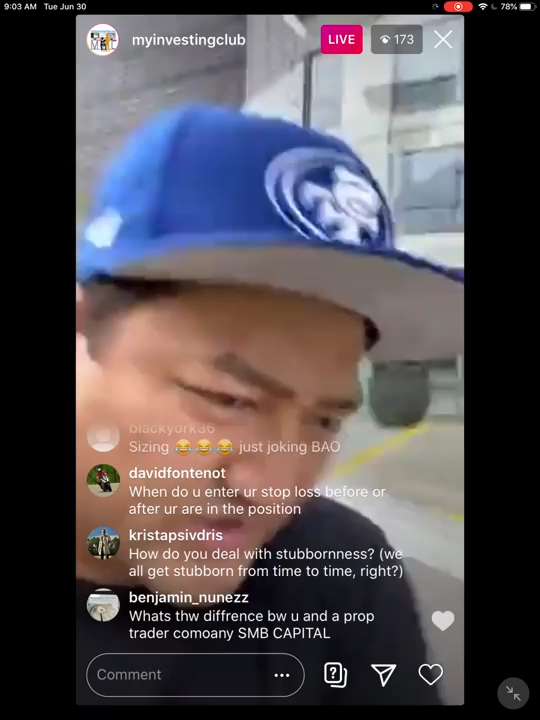 9:03 AM Tue Jun 30
78%
myinvestingclub
LIVE
173
blackyork36
Sizing 😂😂😂 just joking BAO
davidfontenot
When do u enter ur stop loss before or
after ur are in the position
kristapsivdris
How do you deal with stubbornness? (we
all get stubborn from time to time, right?)
benjamin_nunezz
Whats thw diffrence bw u and a prop
trader comoany SMB CAPITAL
Comment